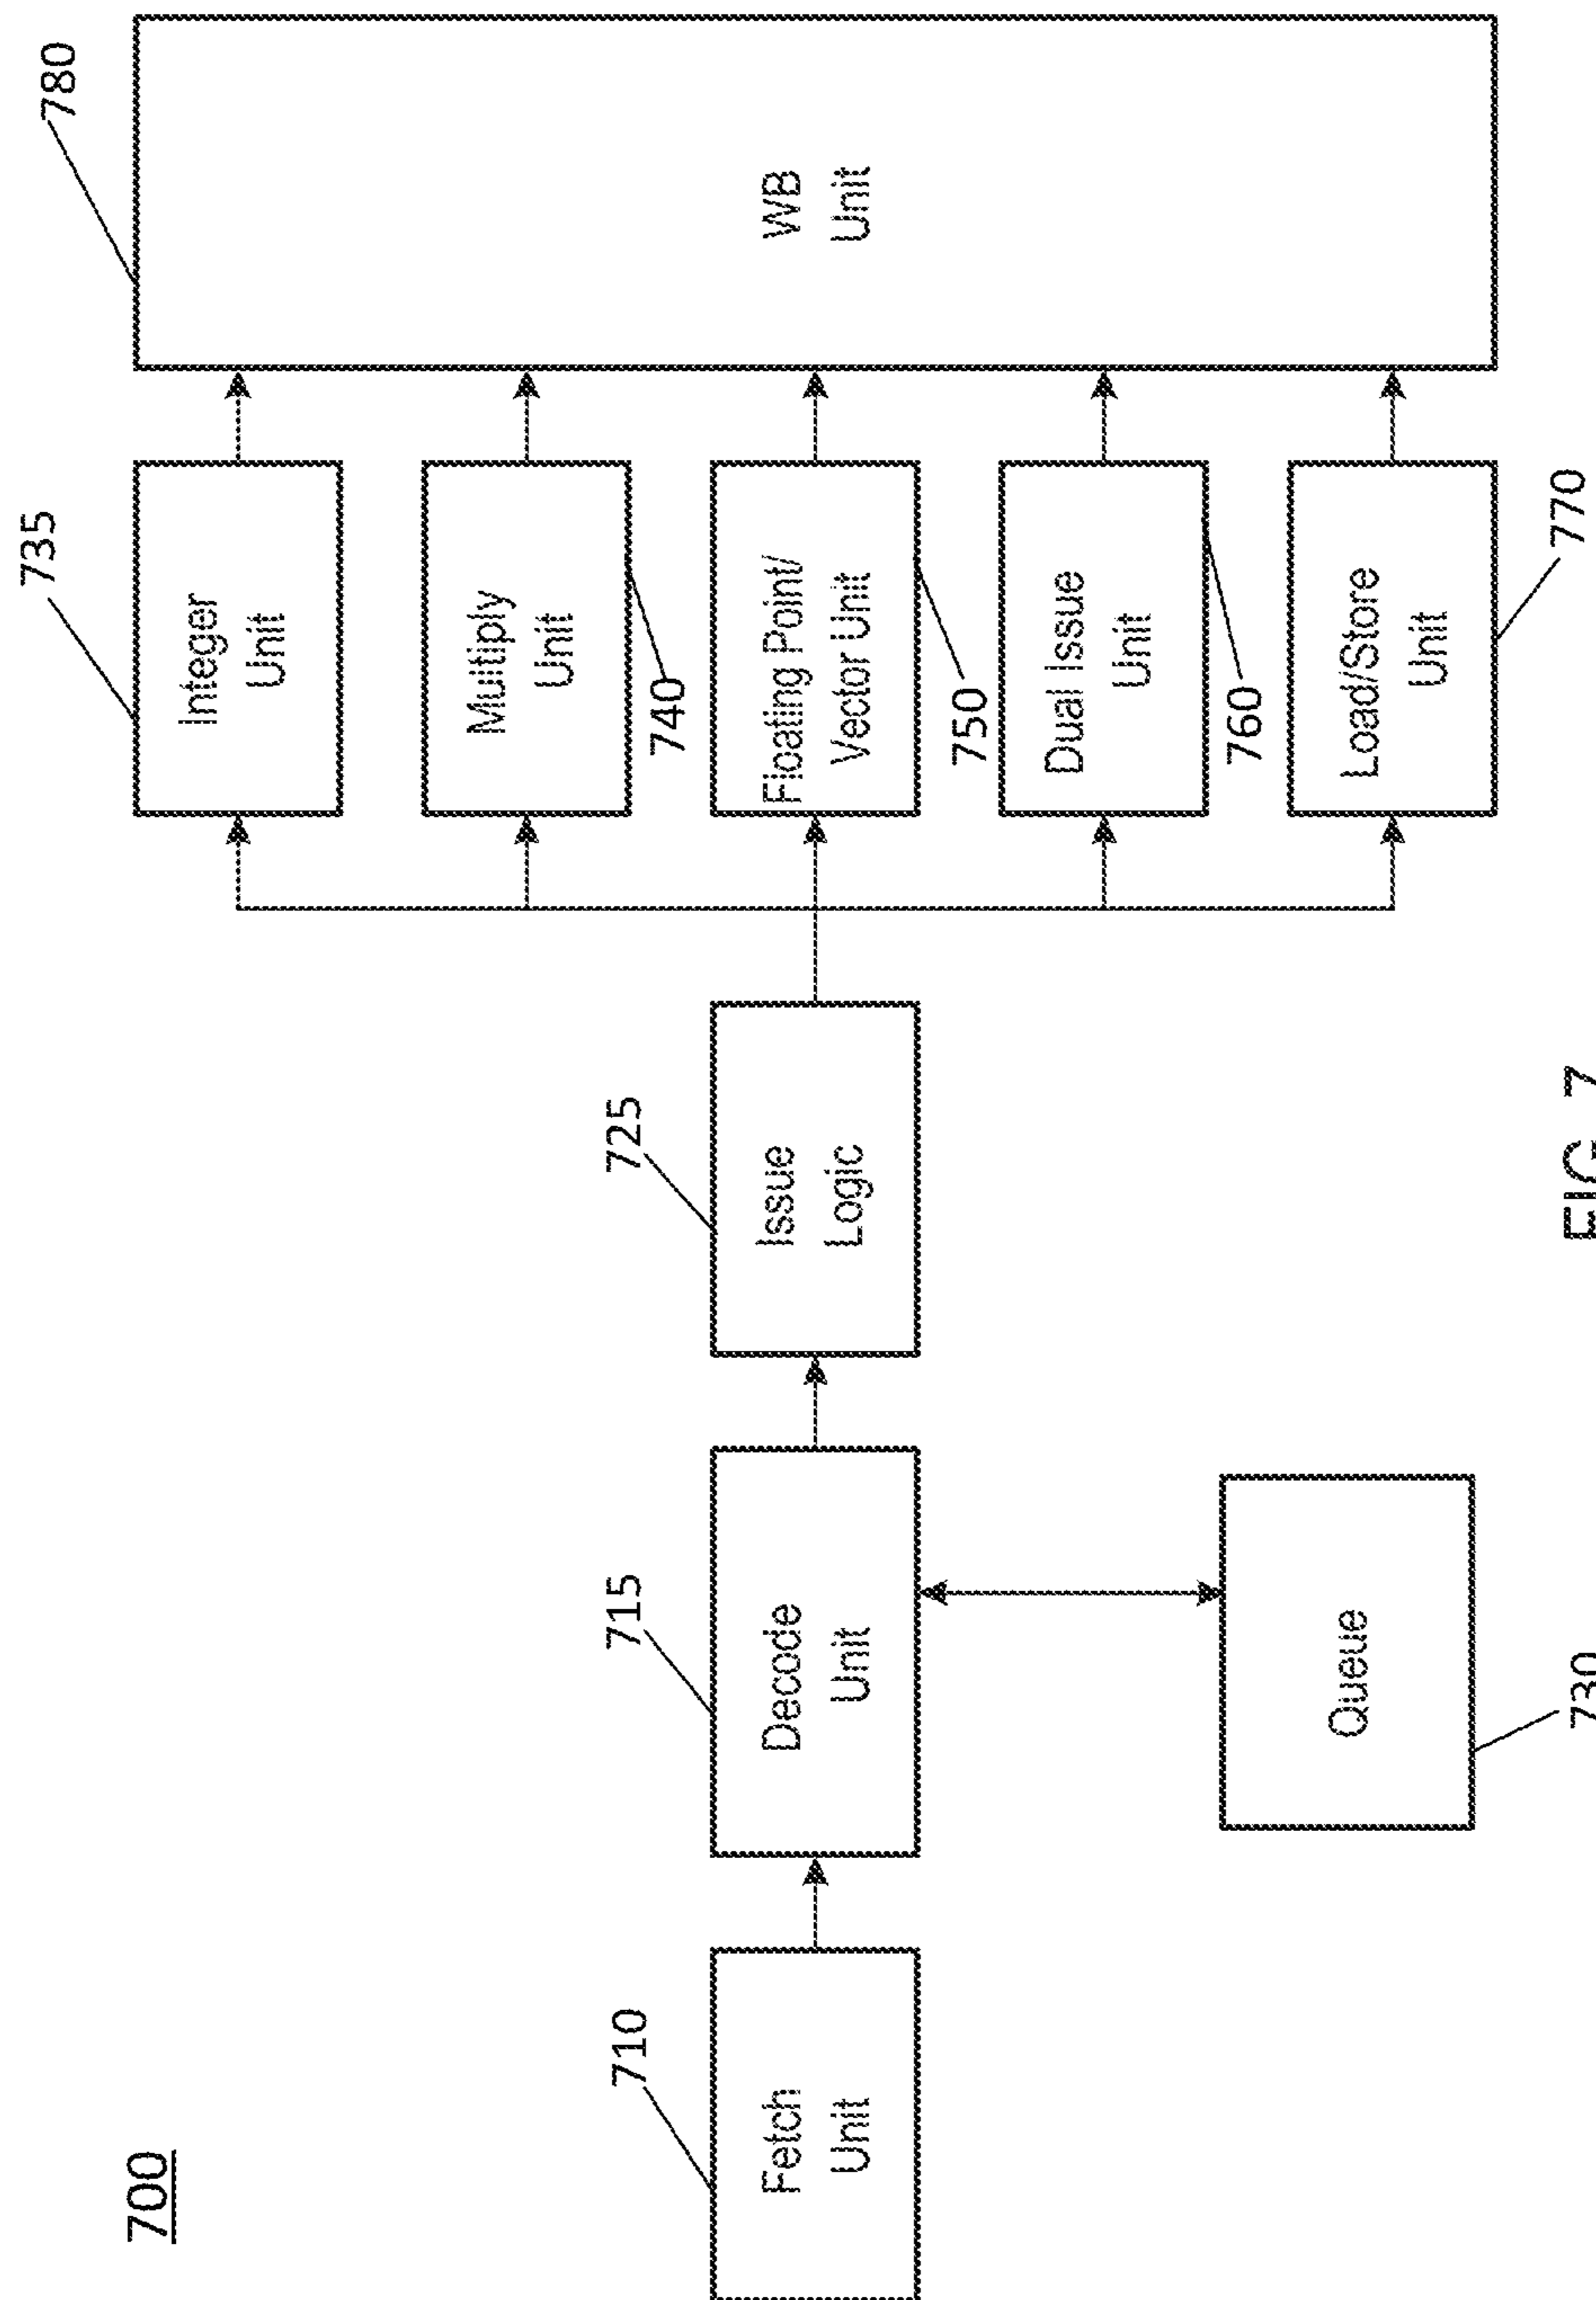 700
710
Fetch
Unit
715
Decode
Unit
Queue
730
725
Issue
Logic
735
Integer
Unit
Multiply
Unit
740
Floating Point/
Vector Unit
750
Dual Issue
Unit
760
Load/Store
Unit
770
780
WB
Unit
FIG. 7